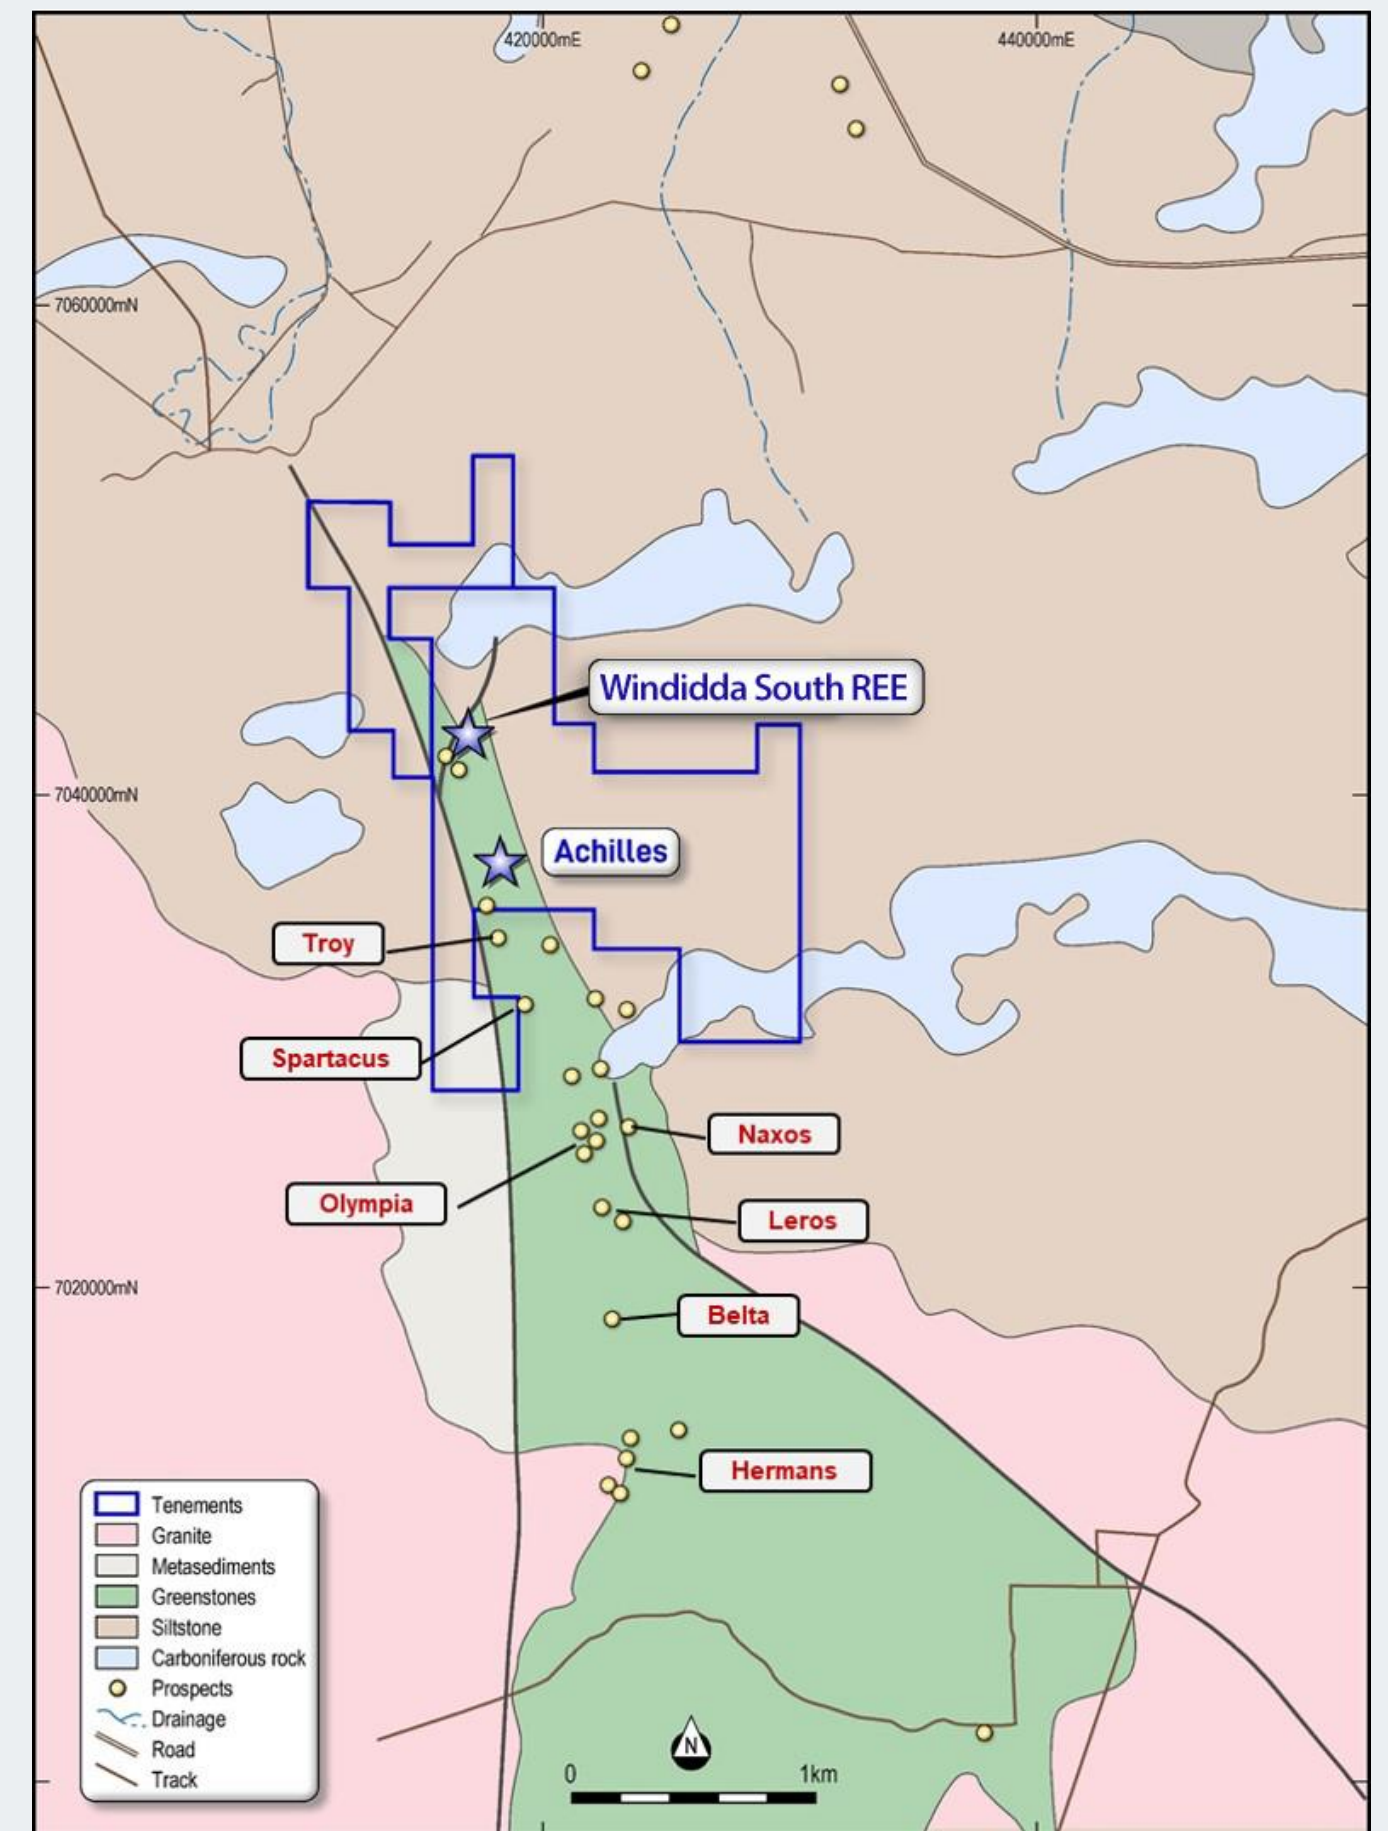 420000mE
440000mE
7060000mN
Windidda South REE
7040000mN
Achilles
Troy
Spartacus
Naxos
Olympia
Leros
7020000mN
Belta
Hermans
Tenements
Granite
Metasediments
Greenstones
Siltstone
Carboniferous rock
Prospects
Drainage
Road
Track
N
0 1km